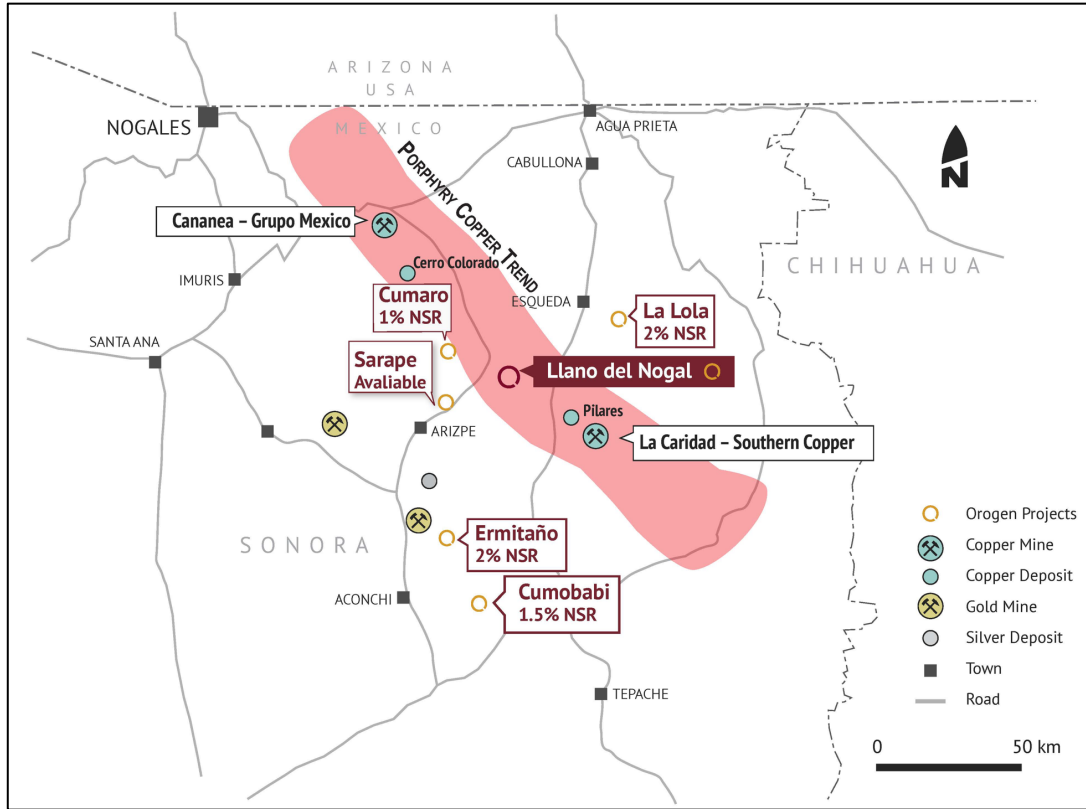 ARIZONA
USA
MEXICO
NOGALES
AGUA PRIETA
CABULLONA
N
PORPHYRY COPPER TREND
Cananea – Grupo Mexico
Cerro Colorado
CHIHUAHUA
IMURIS
ESQUEDA
Cumaro
1% NSR
La Lola
2% NSR
SANTA ANA
Sarape
Avaliable
Llano del Nogal
Pilares
ARIZPE
La Caridad – Southern Copper
SONORA
Ermitaño
2% NSR
ACONCHI
Cumobabi
1.5% NSR
TEPACHE
Orogen Projects
Copper Mine
Copper Deposit
Gold Mine
Silver Deposit
Town
Road
0 50 km